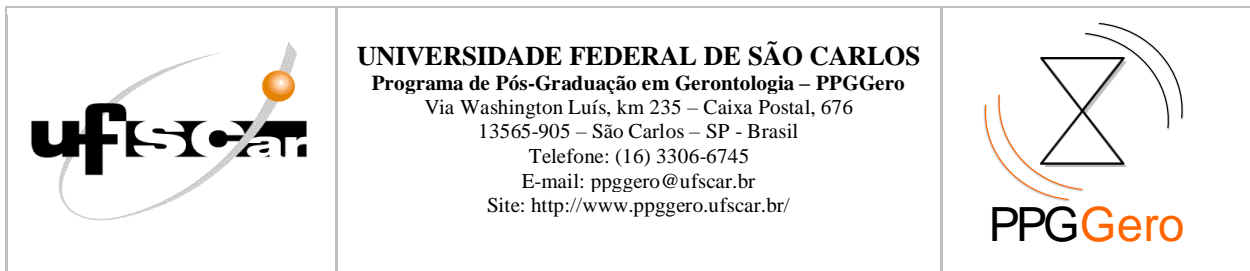 ufscar
UNIVERSIDADE FEDERAL DE SÃO CARLOS
Programa de Pós-Graduação em Gerontologia – PPGGero
Via Washington Luís, km 235 – Caixa Postal, 676
13565-905 – São Carlos – SP - Brasil
Telefone: (16) 3306-6745
E-mail: ppggero@ufscar.br
Site: http://www.ppggero.ufscar.br/
PPGGero